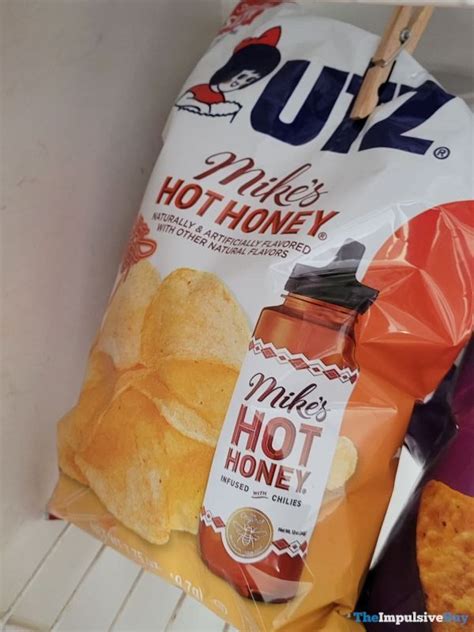 UTZ®
Mike's
HOT HONEY®
NATURALLY & ARTIFICIALLY FLAVORED
WITH OTHER NATURAL FLAVORS
Mike's
HOT
HONEY
INFUSED WITH CHILIES
TheImpulsiveBuy